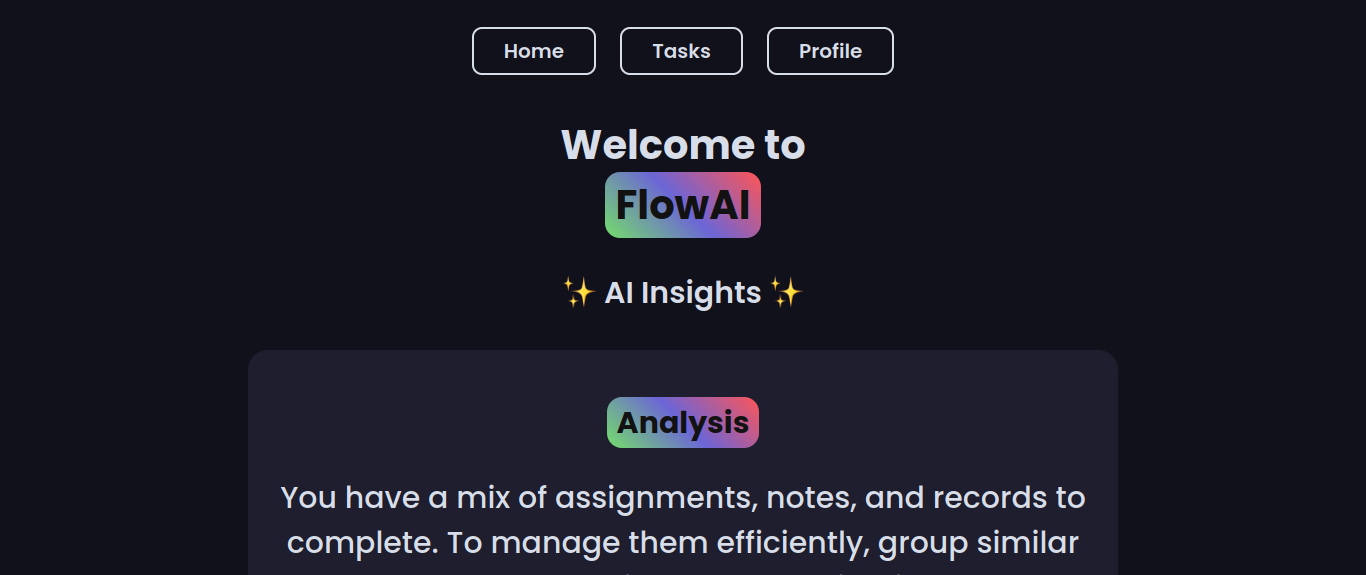 Home Tasks Profile
Welcome to
FlowAI
✨ AI Insights ✨
Analysis
You have a mix of assignments, notes, and records to
complete. To manage them efficiently, group similar